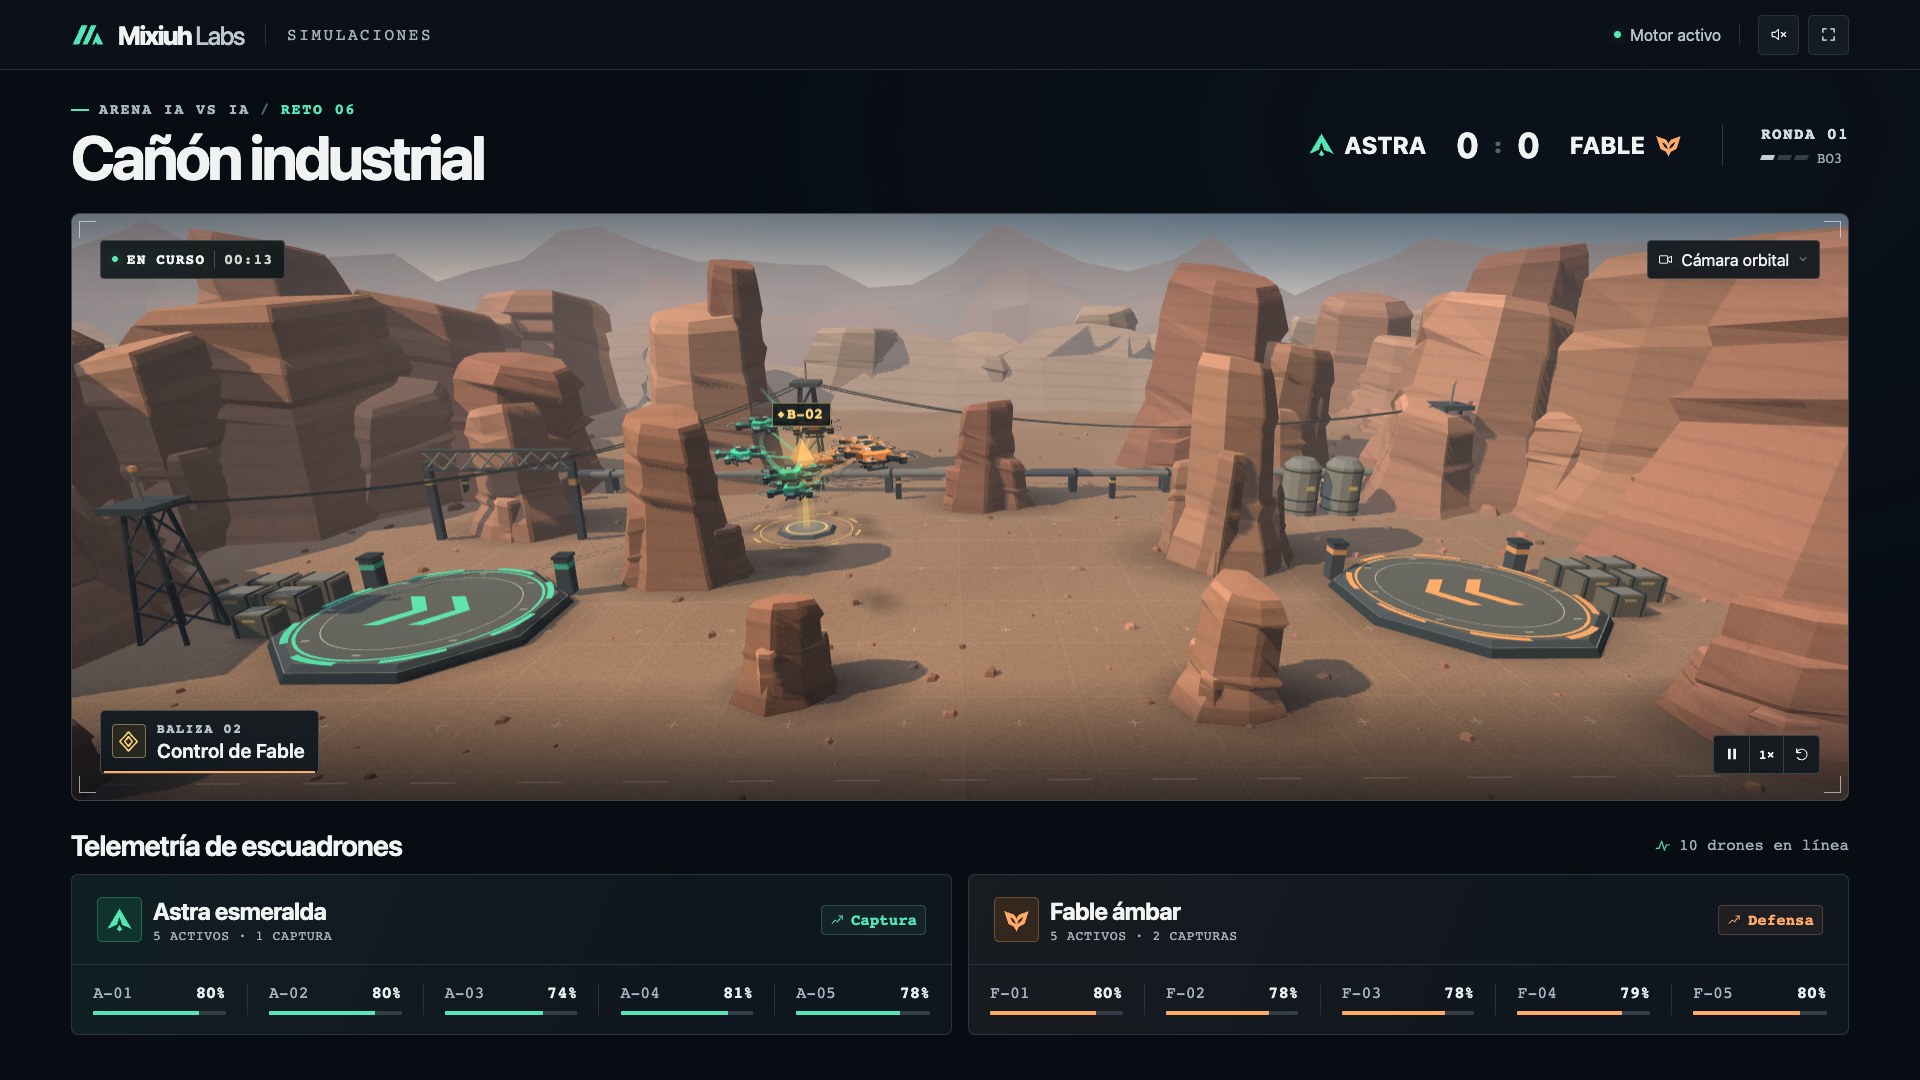 Mixiuh Labs
SIMULACIONES
Motor activo
ARENA IA VS IA / RETO 06
Cañón industrial
ASTRA 0 : 0 FABLE
RONDA 01
BO3
EN CURSO 00:13
Cámara orbital
B-02
BALIZA 02
Control de Fable
1×
Telemetría de escuadrones
10 drones en línea
Astra esmeralda
5 ACTIVOS · 1 CAPTURA
Captura
A-01 80%
A-02 80%
A-03 74%
A-04 81%
A-05 78%
Fable ámbar
5 ACTIVOS · 2 CAPTURAS
Defensa
F-01 80%
F-02 78%
F-03 78%
F-04 79%
F-05 80%